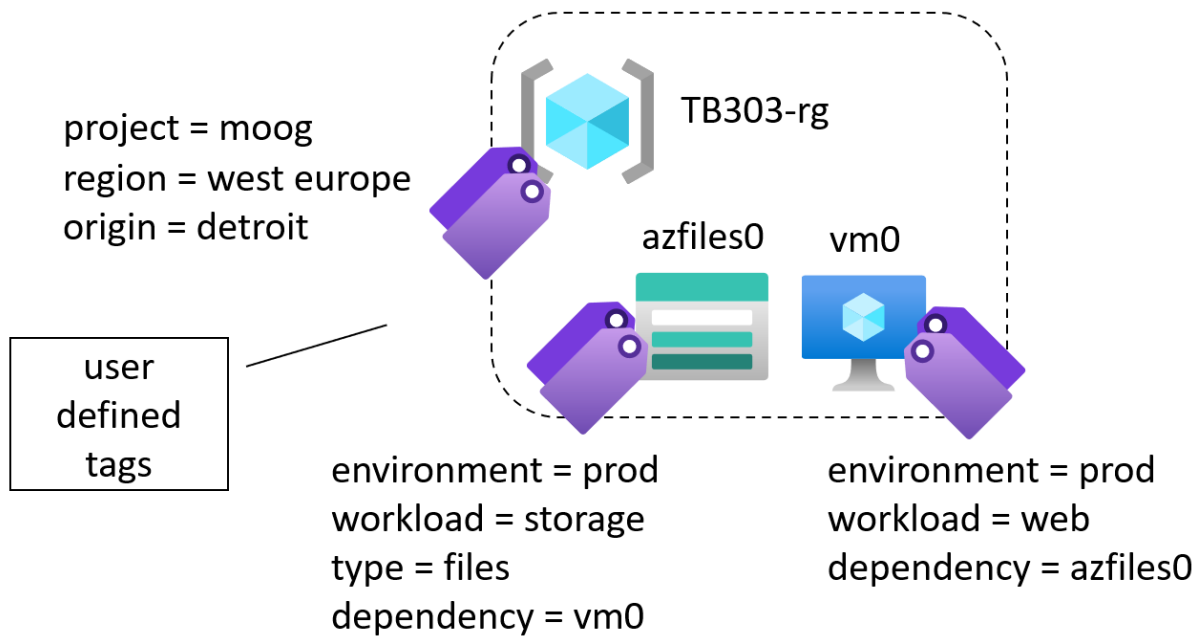 TB303-rg
project = moog
region = west europe
origin = detroit
azfiles0
vm0
user
defined
tags
environment = prod
workload = storage
type = files
dependency = vm0
environment = prod
workload = web
dependency = azfiles0